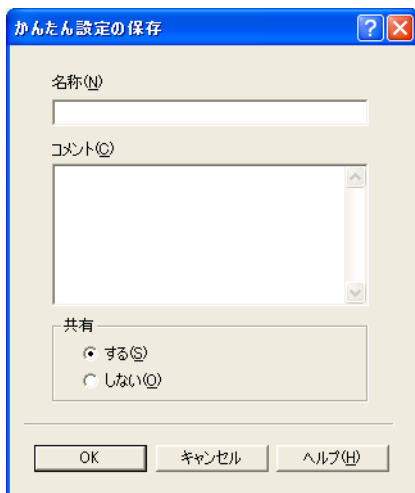 かんたん設定の保存
名称(N)
コメント(C)
共有
する(S)
しない(O)
OK キャンセル ヘルプ(H)